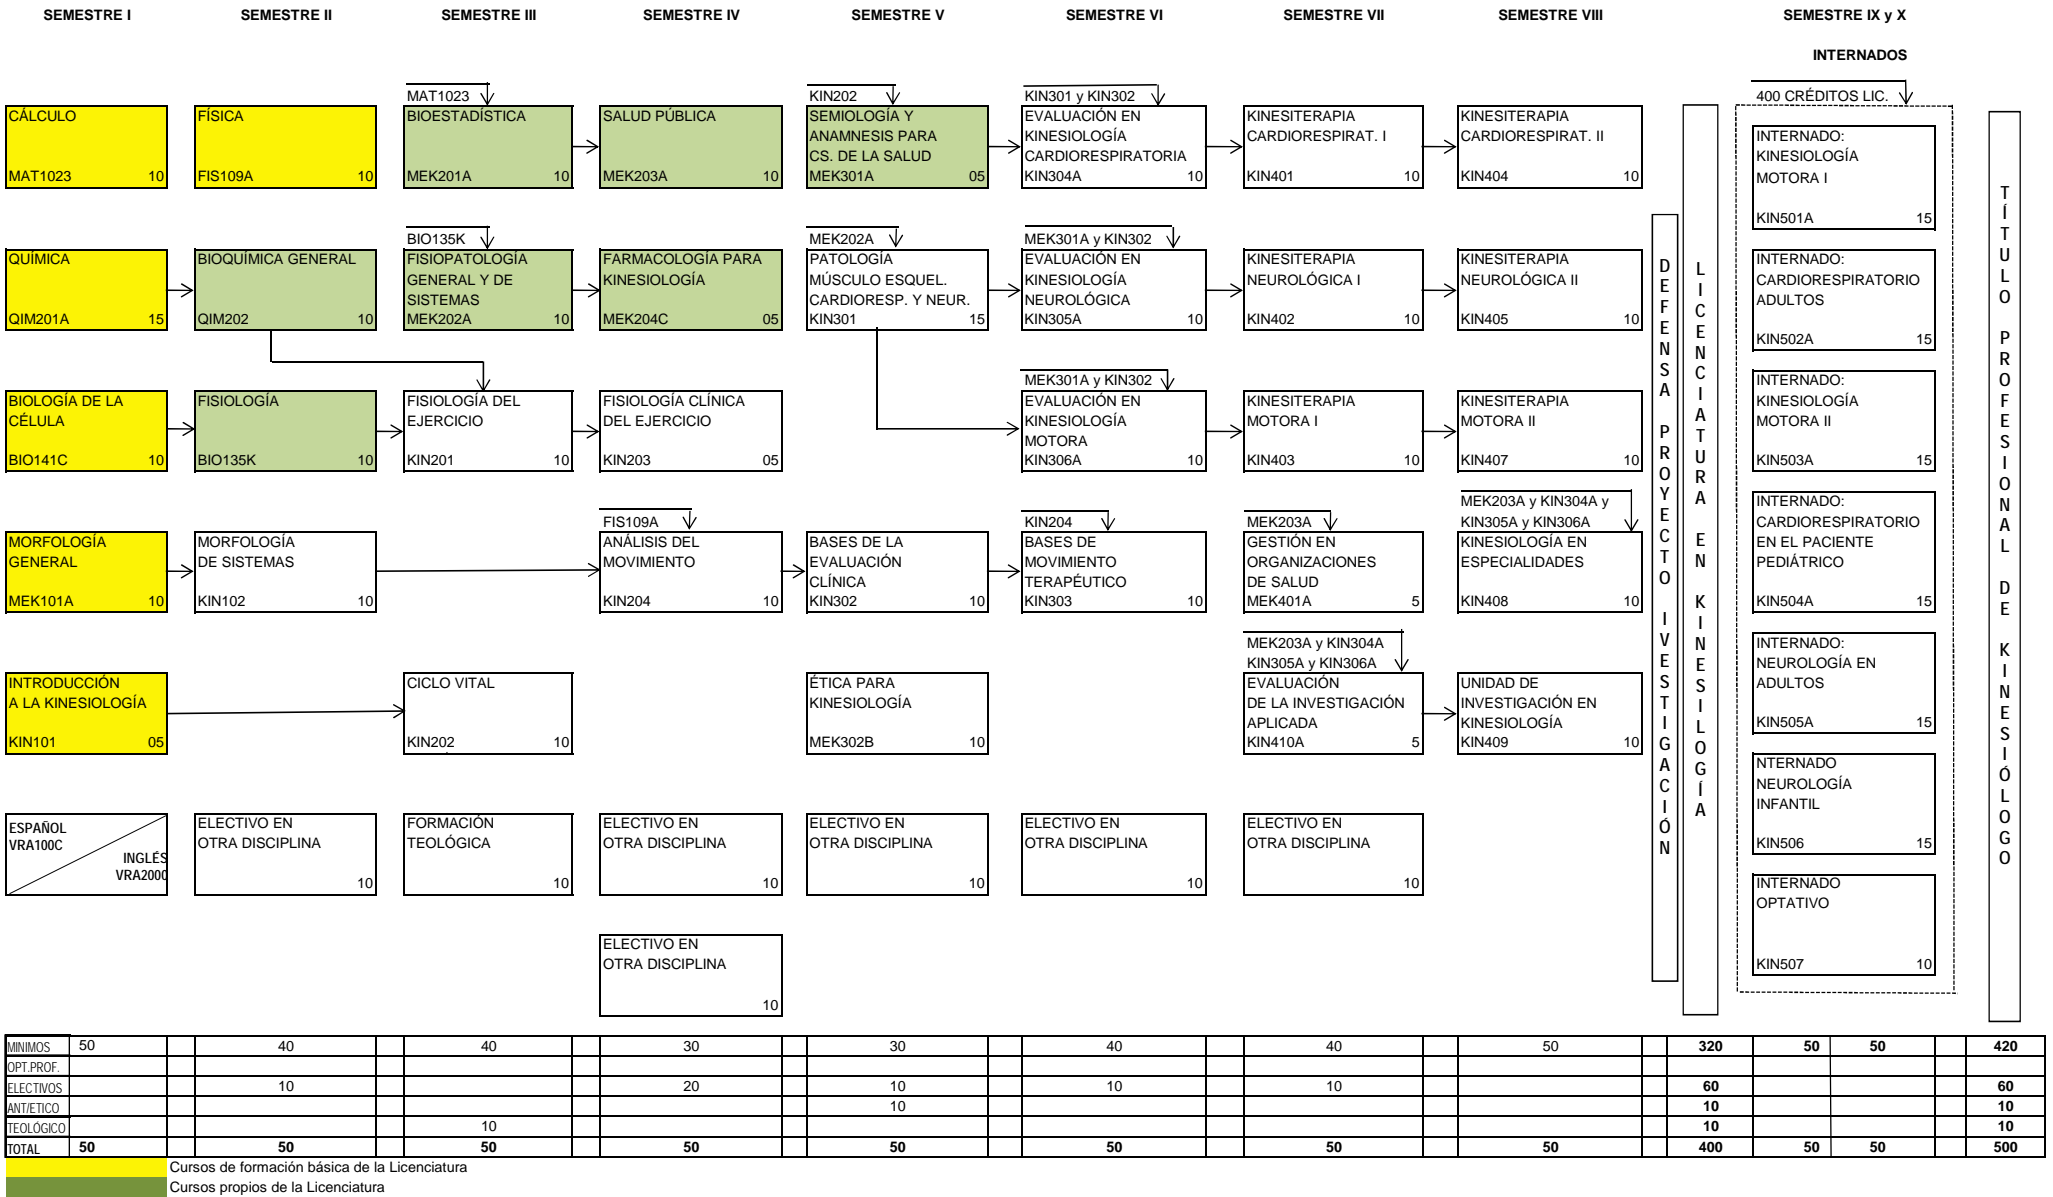 SEMESTRE I
SEMESTRE II
SEMESTRE III
SEMESTRE IV
SEMESTRE V
SEMESTRE VI
SEMESTRE VII
SEMESTRE VIII
SEMESTRE IX y X
INTERNADOS
CÁLCULO
MAT1023 10
FÍSICA
FIS109A 10
MAT1023
BIOESTADÍSTICA
MEK201A 10
SALUD PÚBLICA
MEK203A 10
KIN202
SEMIOLOGÍA Y
ANAMNESIS PARA
CS. DE LA SALUD
MEK301A 05
KIN301 y KIN302
EVALUACIÓN EN
KINESIOLOGÍA
CARDIORESPIRATORIA
KIN304A 10
KINESITERAPIA
CARDIORESPIRAT. I
KIN401 10
KINESITERAPIA
CARDIORESPIRAT. II
KIN404 10
QUÍMICA
QIM201A 15
BIOQUÍMICA GENERAL
QIM202 10
BIO135K
FISIOPATOLOGÍA
GENERAL Y DE
SISTEMAS
MEK202A 10
FARMACOLOGÍA PARA
KINESIOLOGÍA
MEK204C 05
MEK202A
PATOLOGÍA
MÚSCULO ESQUEL.
CARDIORESP. Y NEUR.
KIN301 15
MEK301A y KIN302
EVALUACIÓN EN
KINESIOLOGÍA
NEUROLÓGICA
KIN305A 10
KINESITERAPIA
NEUROLÓGICA I
KIN402 10
KINESITERAPIA
NEUROLÓGICA II
KIN405 10
BIOLOGÍA DE LA
CÉLULA
BIO141C 10
FISIOLOGÍA
BIO135K 10
FISIOLOGÍA DEL
EJERCICIO
KIN201 10
FISIOLOGÍA CLÍNICA
DEL EJERCICIO
KIN203 05
MEK301A y KIN302
EVALUACIÓN EN
KINESIOLOGÍA
MOTORA
KIN306A 10
KINESITERAPIA
MOTORA I
KIN403 10
KINESITERAPIA
MOTORA II
KIN407 10
MORFOLOGÍA
GENERAL
MEK101A 10
MORFOLOGÍA
DE SISTEMAS
KIN102 10
FIS109A
ANÁLISIS DEL
MOVIMIENTO
KIN204 10
BASES DE LA
EVALUACIÓN
CLÍNICA
KIN302 10
KIN204
BASES DE
MOVIMIENTO
TERAPÉUTICO
KIN303 10
MEK203A
GESTIÓN EN
ORGANIZACIONES
DE SALUD
MEK401A 5
MEK203A y KIN304A y
KIN305A y KIN306A
KINESIOLOGÍA EN
ESPECIALIDADES
KIN408 10
INTRODUCCIÓN
A LA KINESIOLOGÍA
KIN101 05
CICLO VITAL
KIN202 10
ÉTICA PARA
KINESIOLOGÍA
MEK302B 10
MEK203A y KIN304A
KIN305A y KIN306A
EVALUACIÓN
DE LA INVESTIGACIÓN
APLICADA
KIN410A 5
UNIDAD DE
INVESTIGACIÓN EN
KINESIOLOGÍA
KIN409 10
ESPAÑOL
VRA100C
INGLÉS
VRA2000
ELECTIVO EN
OTRA DISCIPLINA
10
FORMACIÓN
TEOLÓGICA
10
ELECTIVO EN
OTRA DISCIPLINA
10
ELECTIVO EN
OTRA DISCIPLINA
10
ELECTIVO EN
OTRA DISCIPLINA
10
ELECTIVO EN
OTRA DISCIPLINA
10
ELECTIVO EN
OTRA DISCIPLINA
10
DEFENSA PROYECTO IVESTIGACIÓN
LICENCIATURA EN KINESILOGÍA
400 CRÉDITOS LIC.
INTERNADO:
KINESIOLOGÍA
MOTORA I
KIN501A 15
INTERNADO:
CARDIORESPIRATORIO
ADULTOS
KIN502A 15
INTERNADO:
KINESIOLOGÍA
MOTORA II
KIN503A 15
INTERNADO:
CARDIORESPIRATORIO
EN EL PACIENTE
PEDIÁTRICO
KIN504A 15
INTERNADO:
NEUROLOGÍA EN
ADULTOS
KIN505A 15
NTERNADO
NEUROLOGÍA
INFANTIL
KIN506 15
INTERNADO
OPTATIVO
KIN507 10
TÍTULO PROFESIONAL DE KINESIÓLOGO
MINIMOS 50 40 40 30 30 40 40 50 320 50 50 420
OPT.PROF.
ELECTIVOS 10 20 10 10 10 60 60
ANT/ETICO 10 10 10
TEOLÓGICO 10 10 10
TOTAL 50 50 50 50 50 50 50 50 400 50 50 500
Cursos de formación básica de la Licenciatura
Cursos propios de la Licenciatura